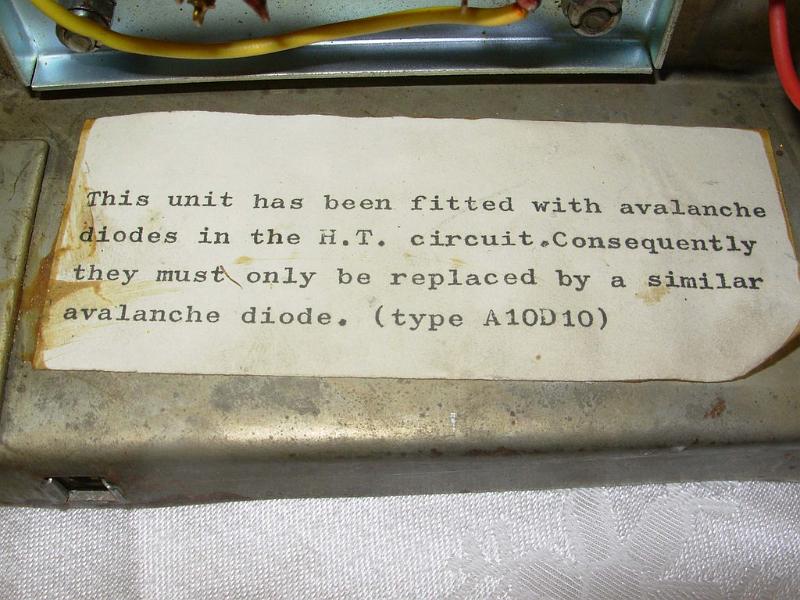 This unit has been fitted with avalanche
diodes in the H.T. circuit.Consequently
they must only be replaced by a similar
avalanche diode. (type A10D10)